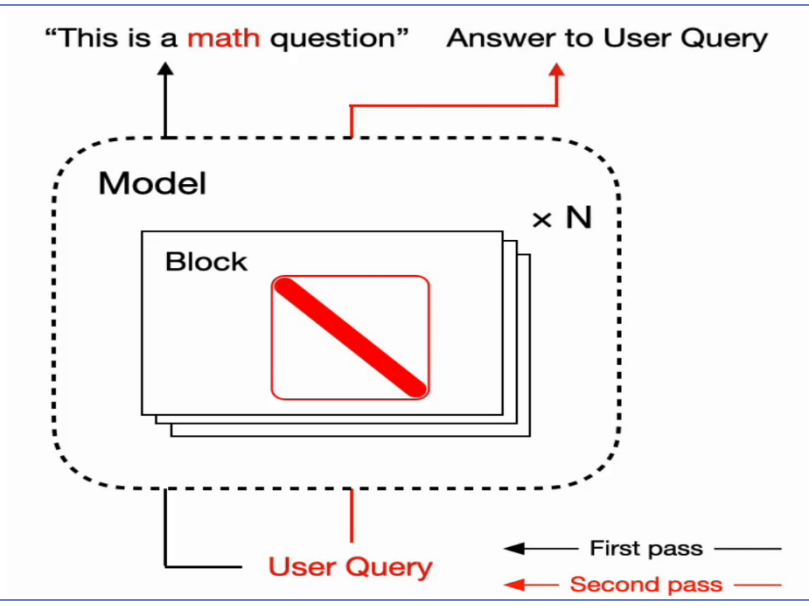 “This is a math question” Answer to User Query
Model
× N
Block
User Query
First pass
Second pass